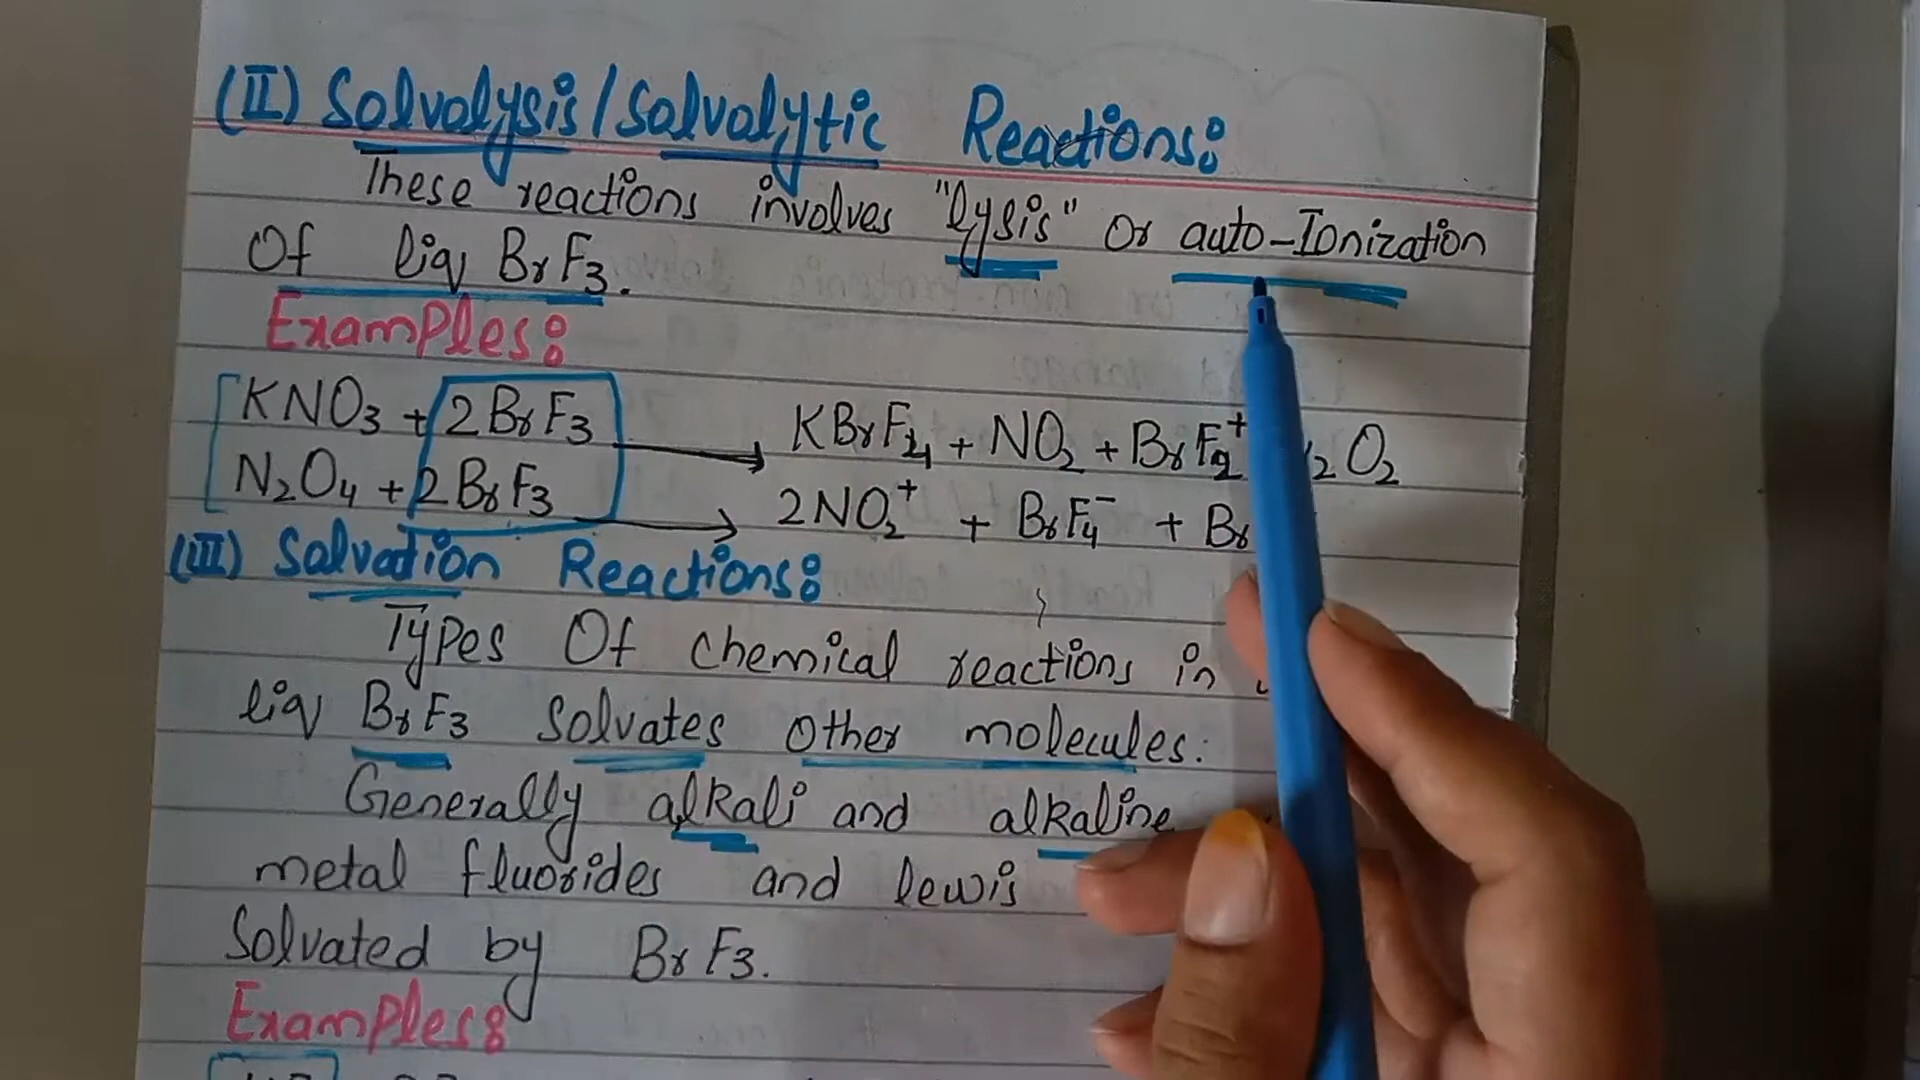 (II) Solvolysis/Solvolytic Reactions:
These reactions involves "lysis" Or auto-Ionization
Of liq BrF3.
Examples:
KNO3 + 2BrF3 → KBrF4 + NO2 + BrF2+ 2O2
N2O4 + 2BrF3 → 2NO2+ + BrF4- + Br
(III) Solvation Reactions:
Types Of chemical reactions in
liq BrF3 Solvates other molecules.
Generally alkali and alkaline
metal fluorides and lewis
Solvated by BrF3.
Examples: